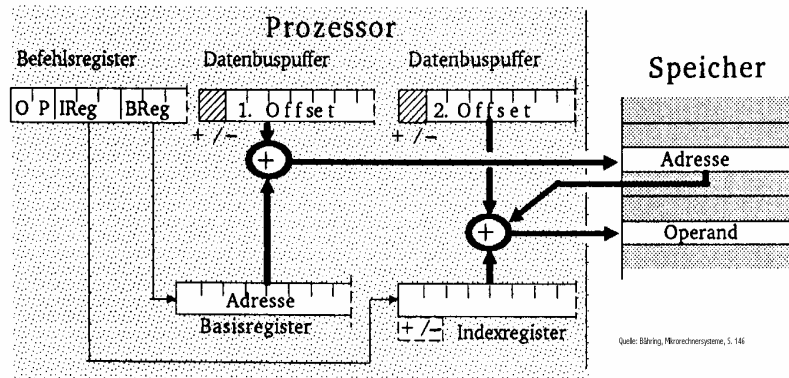 Prozessor
Befehlsregister
Datenbuspuffer
Datenbuspuffer
Speicher
O P IReg BReg
1. Offset
2. Offset
+ /−
+ /−
+
Adresse
+
Operand
Adresse
Basisregister
+ /−
Indexregister
Quelle: Bähring, Mikrorechnersysteme, S. 146